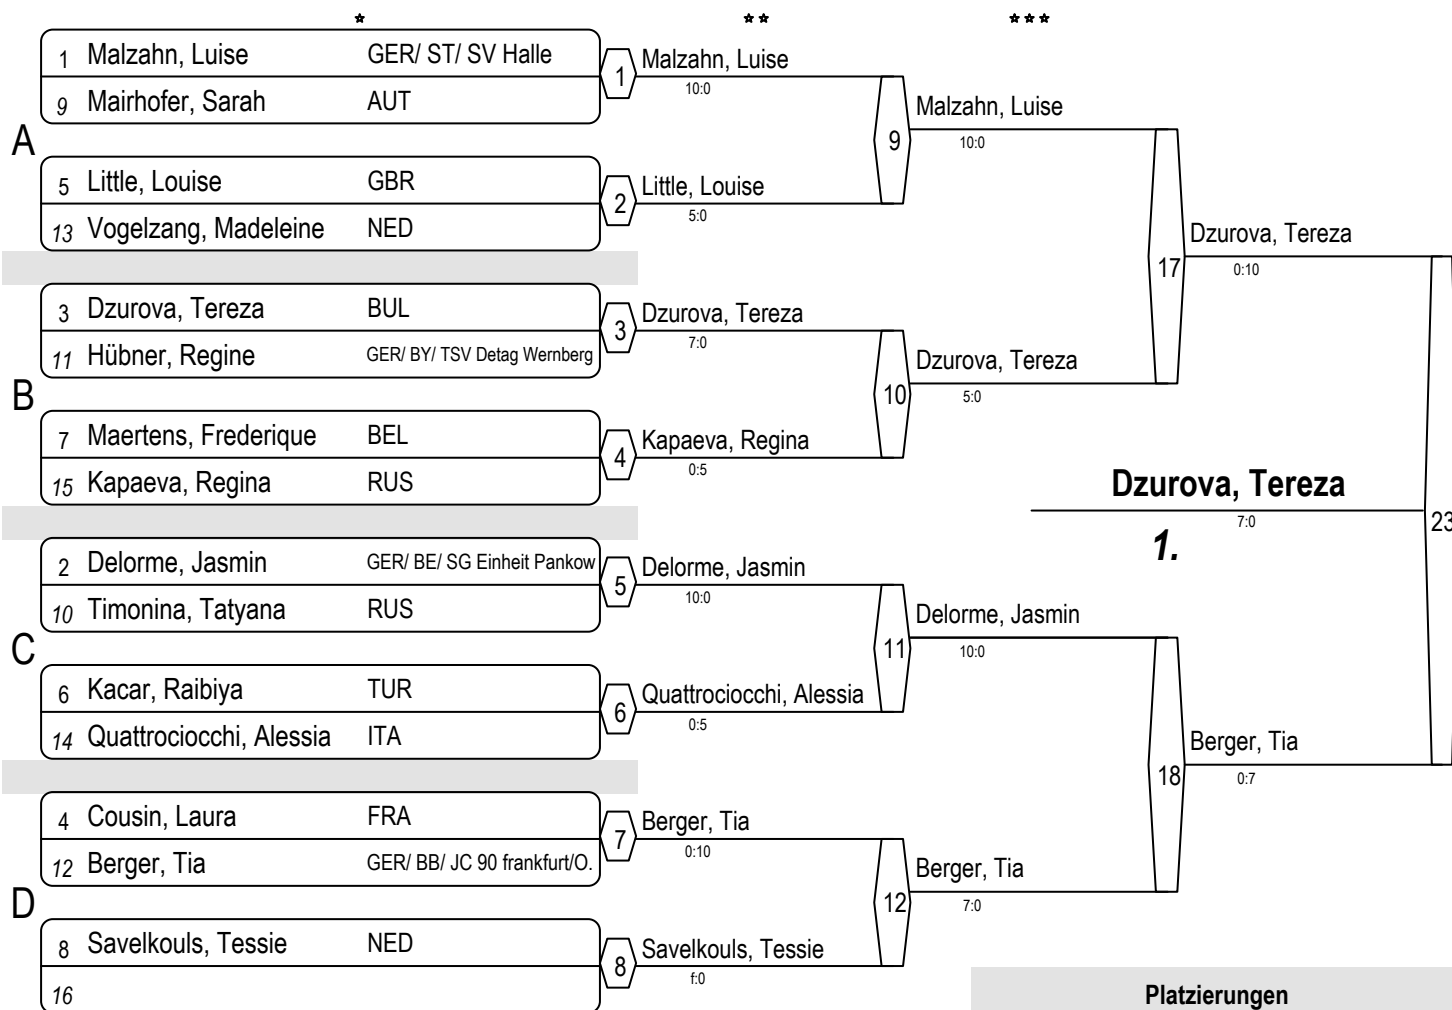 * ** ***
1 Malzahn, Luise GER/ ST/ SV Halle
9 Mairhofer, Sarah AUT
1 Malzahn, Luise
10:0
A
5 Little, Louise GBR
13 Vogelzang, Madeleine NED
2 Little, Louise
5:0
9 Malzahn, Luise
10:0
3 Dzurova, Tereza BUL
11 Hübner, Regine GER/ BY/ TSV Detag Wernberg
3 Dzurova, Tereza
7:0
B
7 Maertens, Frederique BEL
15 Kapaeva, Regina RUS
4 Kapaeva, Regina
0:5
10 Dzurova, Tereza
5:0
17 Dzurova, Tereza
0:10
Dzurova, Tereza
7:0
1.
23
2 Delorme, Jasmin GER/ BE/ SG Einheit Pankow
10 Timonina, Tatyana RUS
5 Delorme, Jasmin
10:0
C
6 Kacar, Raibiya TUR
14 Quattrociocchi, Alessia ITA
6 Quattrociocchi, Alessia
0:5
11 Delorme, Jasmin
10:0
4 Cousin, Laura FRA
12 Berger, Tia GER/ BB/ JC 90 frankfurt/O.
7 Berger, Tia
0:10
D
8 Savelkouls, Tessie NED
16
8 Savelkouls, Tessie
f:0
12 Berger, Tia
7:0
18 Berger, Tia
0:7
Platzierungen